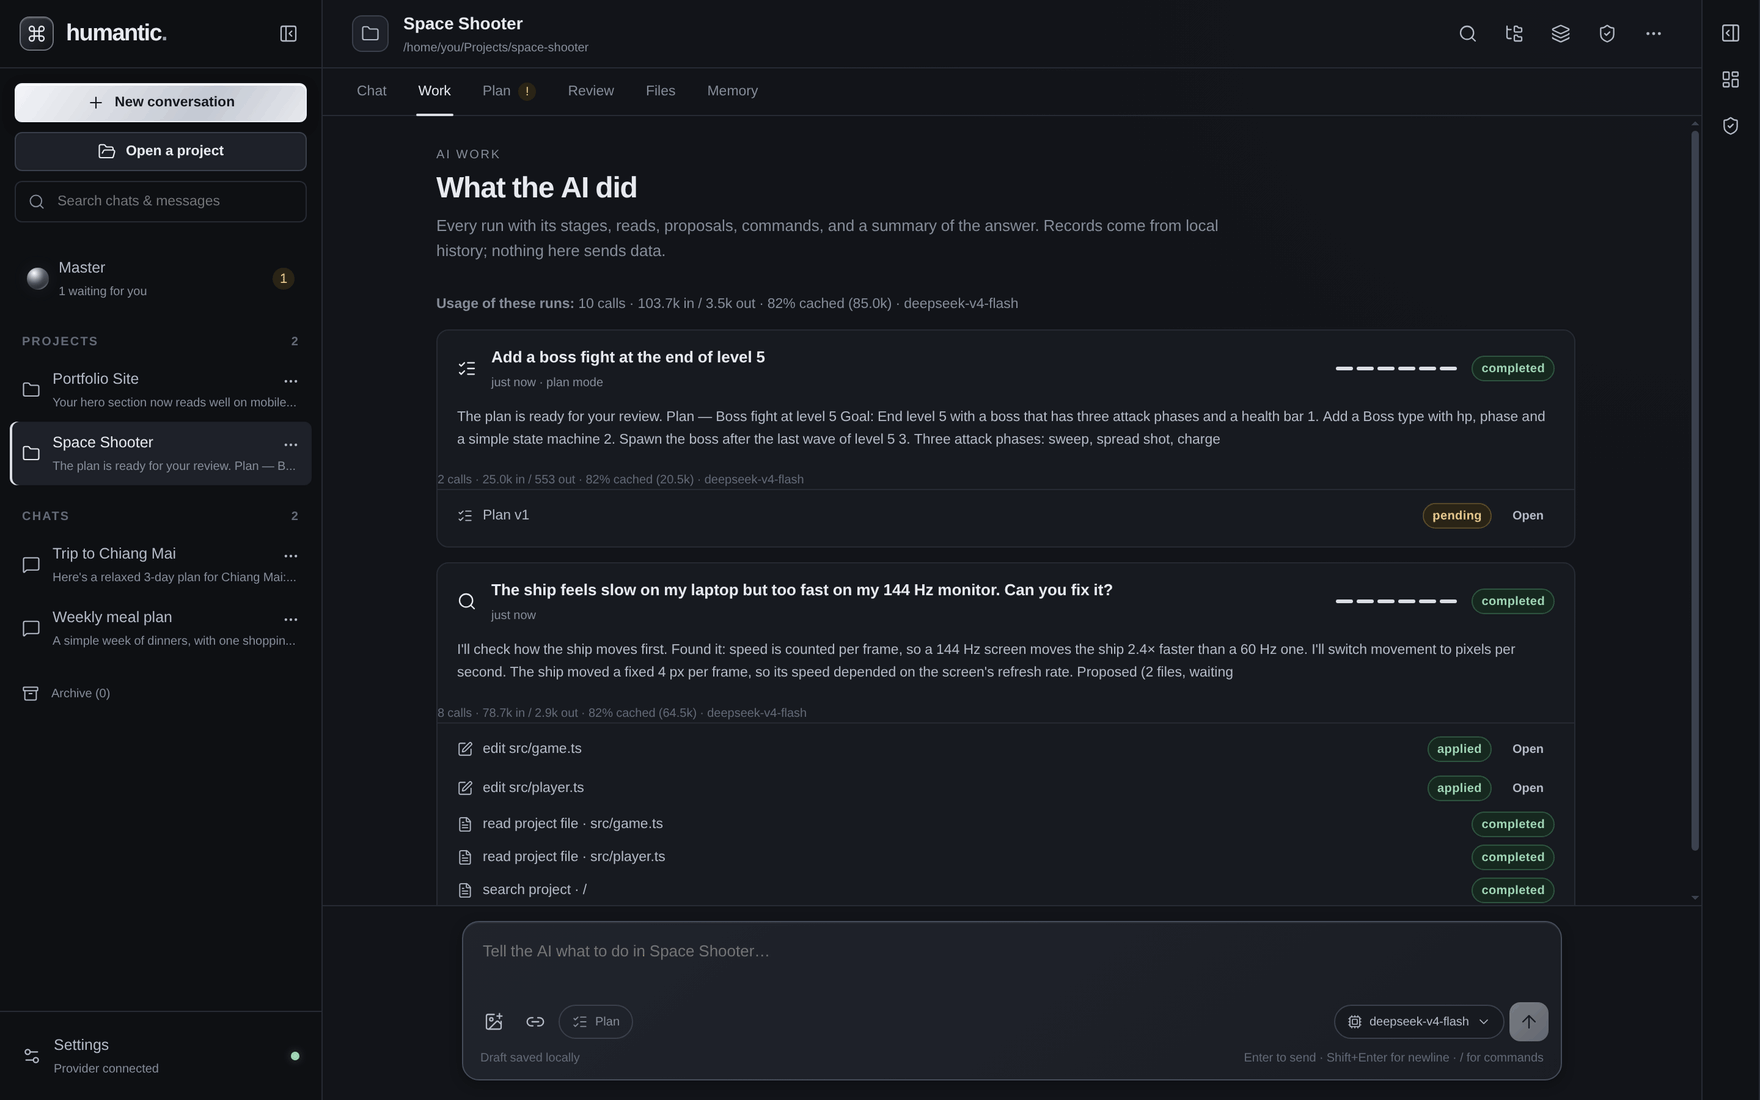 humantic.
New conversation
Open a project
Search chats & messages
Master
1 waiting for you
1
PROJECTS
2
Portfolio Site
Your hero section now reads well on mobile...
Space Shooter
The plan is ready for your review. Plan — B...
CHATS
2
Trip to Chiang Mai
Here's a relaxed 3-day plan for Chiang Mai:...
Weekly meal plan
A simple week of dinners, with one shoppin...
Archive (0)
Settings
Provider connected
Space Shooter
/home/you/Projects/space-shooter
Chat
Work
Plan !
Review
Files
Memory
AI WORK
What the AI did
Every run with its stages, reads, proposals, commands, and a summary of the answer. Records come from local
history; nothing here sends data.
Usage of these runs: 10 calls · 103.7k in / 3.5k out · 82% cached (85.0k) · deepseek-v4-flash
Add a boss fight at the end of level 5
just now · plan mode
completed
The plan is ready for your review. Plan — Boss fight at level 5 Goal: End level 5 with a boss that has three attack phases and a health bar 1. Add a Boss type with hp, phase and
a simple state machine 2. Spawn the boss after the last wave of level 5 3. Three attack phases: sweep, spread shot, charge
2 calls · 25.0k in / 553 out · 82% cached (20.5k) · deepseek-v4-flash
Plan v1
pending
Open
The ship feels slow on my laptop but too fast on my 144 Hz monitor. Can you fix it?
just now
completed
I'll check how the ship moves first. Found it: speed is counted per frame, so a 144 Hz screen moves the ship 2.4× faster than a 60 Hz one. I'll switch movement to pixels per
second. The ship moved a fixed 4 px per frame, so its speed depended on the screen's refresh rate. Proposed (2 files, waiting
8 calls · 78.7k in / 2.9k out · 82% cached (64.5k) · deepseek-v4-flash
edit src/game.ts
applied
Open
edit src/player.ts
applied
Open
read project file · src/game.ts
completed
read project file · src/player.ts
completed
search project · /
completed
Tell the AI what to do in Space Shooter…
Plan
deepseek-v4-flash
Draft saved locally
Enter to send · Shift+Enter for newline · / for commands